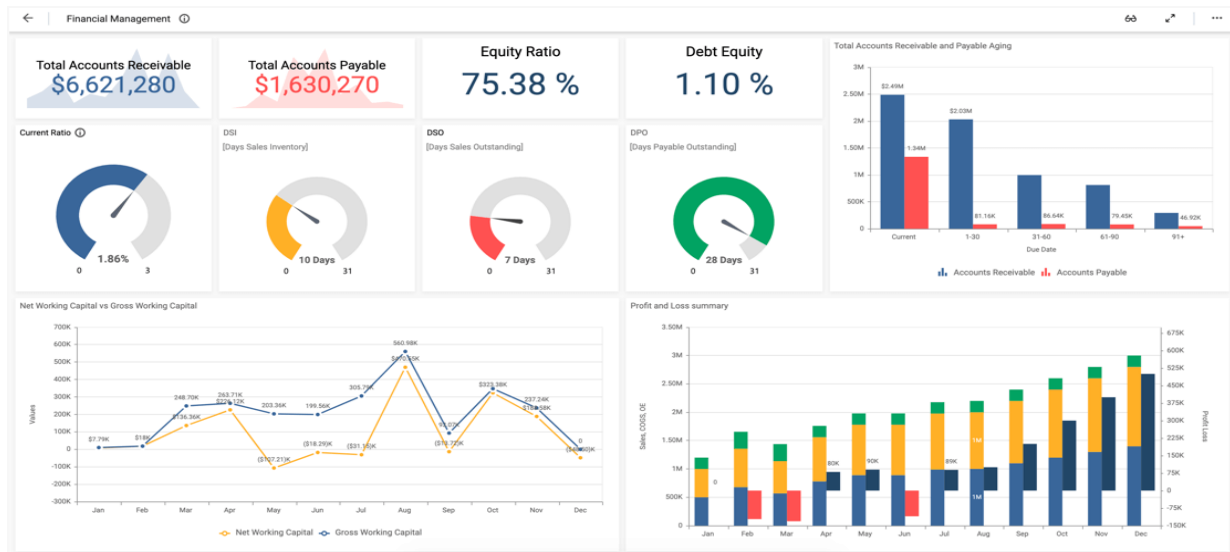 Financial Management
Total Accounts Receivable
$6,621,280
Total Accounts Payable
$1,630,270
Equity Ratio
75.38 %
Debt Equity
1.10 %
Total Accounts Receivable and Payable Aging
3M
2.50M
2M
1.50M
1M
500K
0
$2.49M
1.34M
$2.03M
81.16K
86.64K
79.45K
46.92K
Current
1-30
31-60
61-90
91+
Due Date
Accounts Receivable
Accounts Payable
Current Ratio
1.86%
0
3
DSI
[Days Sales Inventory]
10 Days
0
31
DSO
[Days Sales Outstanding]
7 Days
0
31
DPO
[Days Payable Outstanding]
28 Days
0
31
Net Working Capital vs Gross Working Capital
Values
700K
600K
500K
400K
300K
200K
100K
0
-100K
-200K
-300K
$7.79K
$18K
248.70K
$136.36K
263.71K
203.36K
199.56K
($18.29)K
305.79K
560.98K
323.38K
237.24K
0
Jan
Feb
Mar
Apr
May
Jun
Jul
Aug
Sep
Oct
Nov
Dec
Net Working Capital
Gross Working Capital
Profit and Loss summary
Sales, COGS, OE
3.50M
3M
2.50M
2M
1.50M
1M
500K
0
0
80K
90K
89K
1M
1M
675K
600K
525K
450K
375K
300K
225K
150K
75K
0
-75K
-150K
Profit Loss
Jan
Feb
Mar
Apr
May
Jun
Jul
Aug
Sep
Oct
Nov
Dec